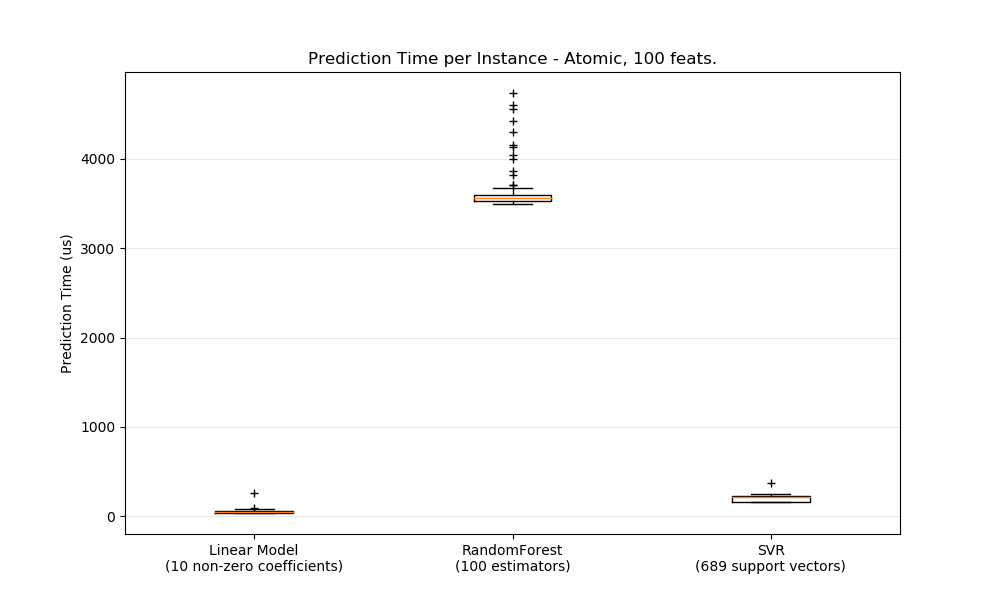 Prediction Time per Instance - Atomic, 100 feats.
Prediction Time (us)
4000
3000
2000
1000
0
Linear Model
(10 non-zero coefficients)
RandomForest
(100 estimators)
SVR
(689 support vectors)